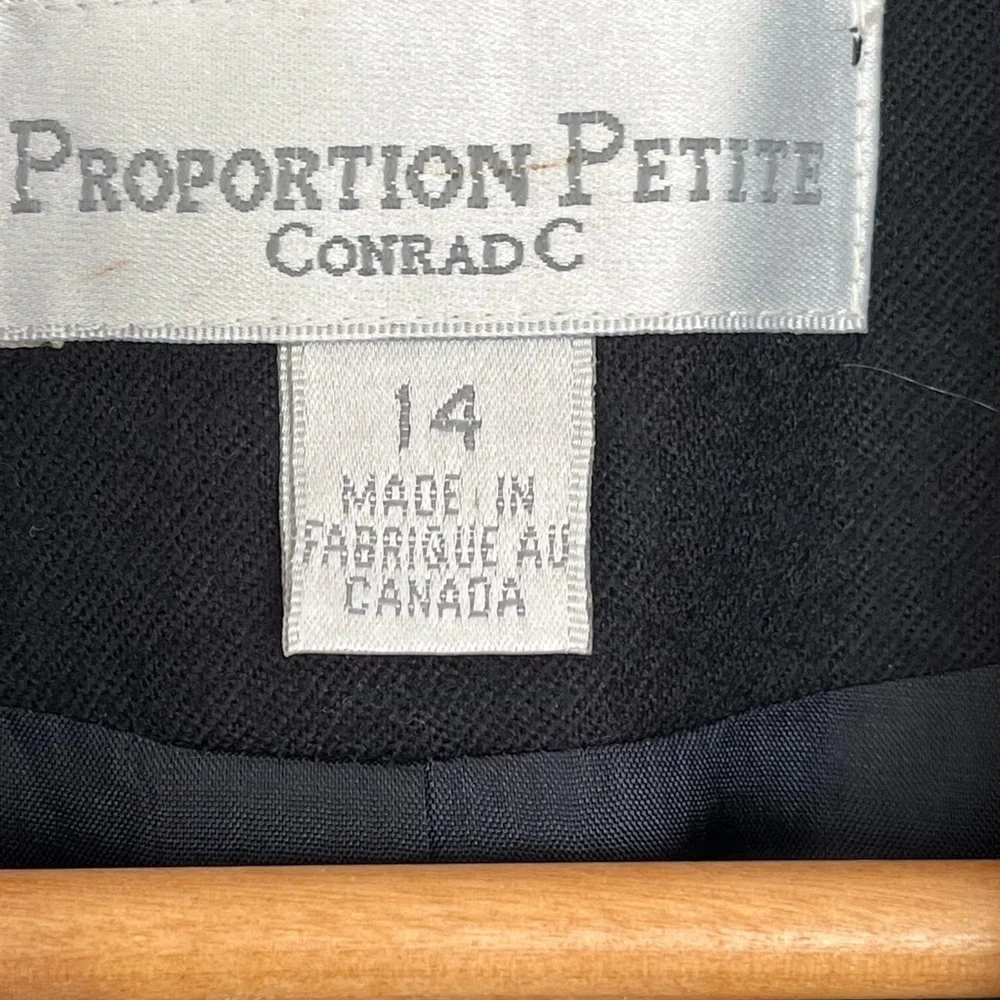 PROPORTION PETITE
CONRAD C
14
MADE IN
FABRIQUE AU
CANADA